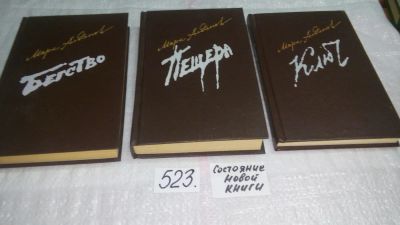 Марк Алданов
Бегство
Марк Алданов
Пещера
Марк Алданов
Ключ
523.
Состояние
новой
книги